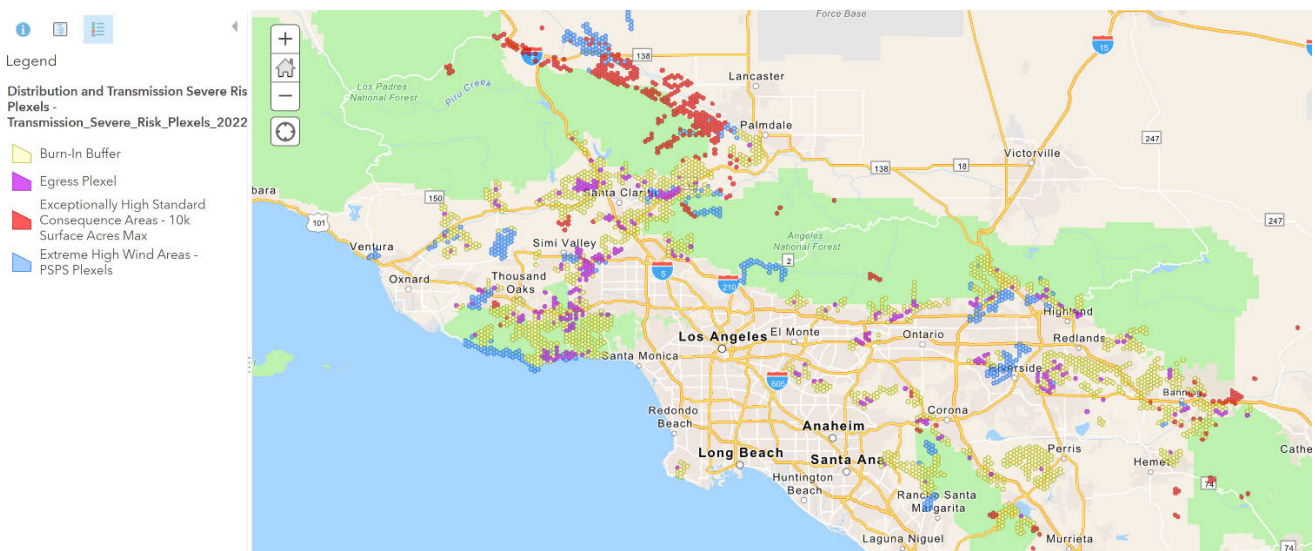 Legend
Distribution and Transmission Severe Ris
Plexels -
Transmission_Severe_Risk_Plexels_2022
Burn-In Buffer
Egress Plexel
Exceptionally High Standard
Consequence Areas - 10k
Surface Acres Max
Extreme High Wind Areas -
PSPS Plexels
+
−
Force Base
138
15
Lancaster
Los Padres
National Forest
Piru Creek
Palmdale
247
138
18
Victorville
bara
150
247
101
Ventura
Simi Valley
Angeles
National Forest
2
5
210
Oxnard
Thousand
Oaks
Highland
Los Angeles
El Monte
Ontario
Redlands
Santa Monica
605
Riverside
Banning
Redondo
Beach
Corona
Anaheim
Long Beach
Santa Ana
Perris
Hemet
Cathe
74
Huntington
Beach
Rancho Santa
Margarita
Laguna Niguel
Murrieta
74